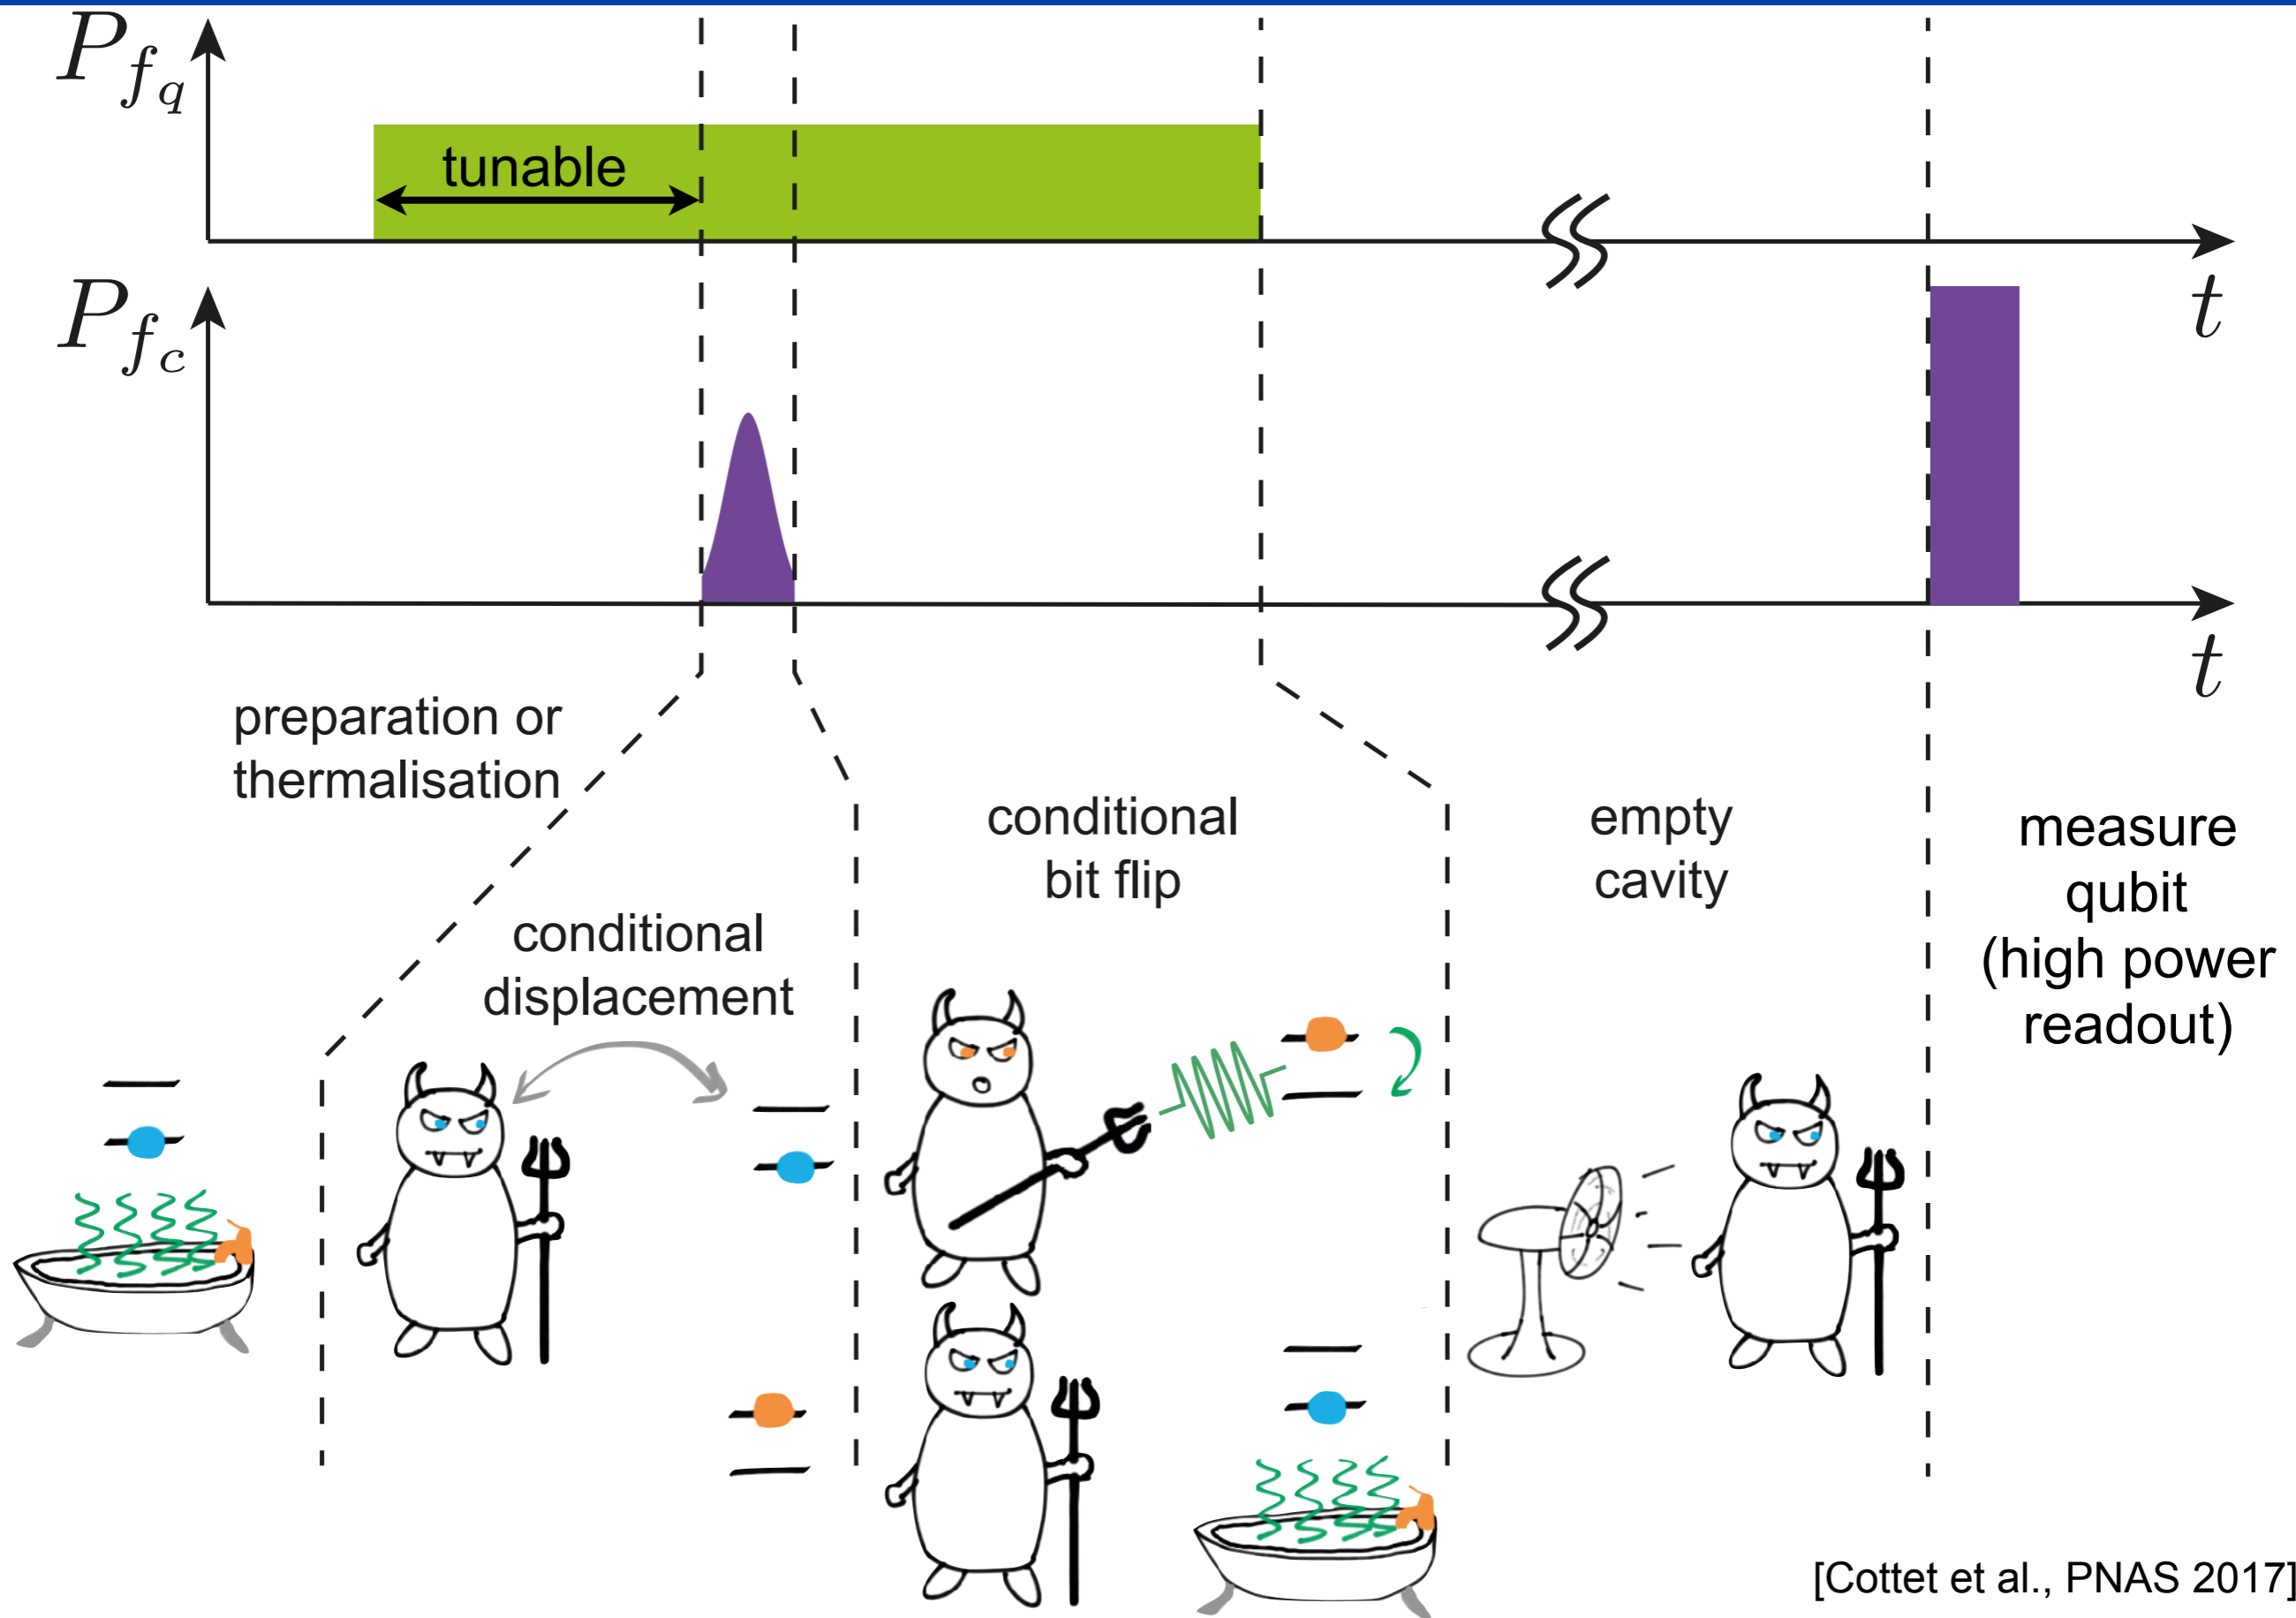 P_{f_q}
tunable
t
P_{f_c}
t
preparation or
thermalisation
conditional
displacement
conditional
bit flip
empty
cavity
measure
qubit
(high power
readout)
[Cottet et al., PNAS 2017]